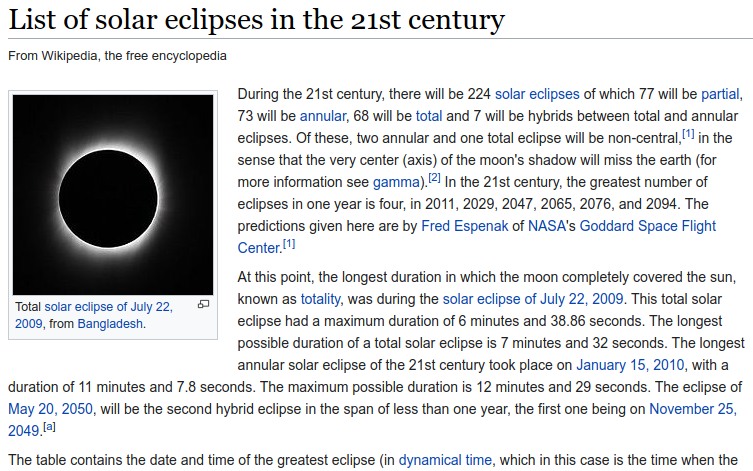 List of solar eclipses in the 21st century
From Wikipedia, the free encyclopedia
Total solar eclipse of July 22,
2009, from Bangladesh.
During the 21st century, there will be 224 solar eclipses of which 77 will be partial,
73 will be annular, 68 will be total and 7 will be hybrids between total and annular
eclipses. Of these, two annular and one total eclipse will be non-central,[1] in the
sense that the very center (axis) of the moon's shadow will miss the earth (for
more information see gamma).[2] In the 21st century, the greatest number of
eclipses in one year is four, in 2011, 2029, 2047, 2065, 2076, and 2094. The
predictions given here are by Fred Espenak of NASA's Goddard Space Flight
Center.[1]
At this point, the longest duration in which the moon completely covered the sun,
known as totality, was during the solar eclipse of July 22, 2009. This total solar
eclipse had a maximum duration of 6 minutes and 38.86 seconds. The longest
possible duration of a total solar eclipse is 7 minutes and 32 seconds. The longest
annular solar eclipse of the 21st century took place on January 15, 2010, with a
duration of 11 minutes and 7.8 seconds. The maximum possible duration is 12 minutes and 29 seconds. The eclipse of
May 20, 2050, will be the second hybrid eclipse in the span of less than one year, the first one being on November 25,
2049.[a]
The table contains the date and time of the greatest eclipse (in dynamical time, which in this case is the time when the